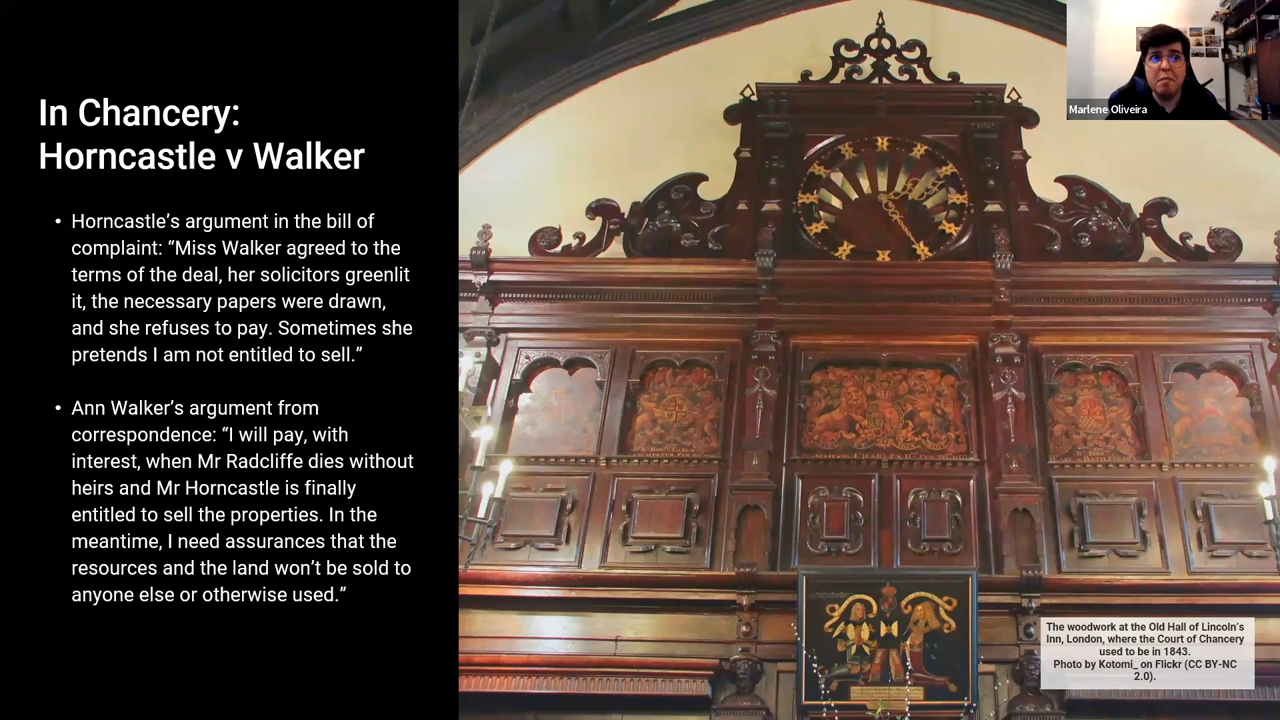 In Chancery:
Horncastle v Walker
• Horncastle’s argument in the bill of
complaint: “Miss Walker agreed to the
terms of the deal, her solicitors greenlit
it, the necessary papers were drawn,
and she refuses to pay. Sometimes she
pretends I am not entitled to sell.”
• Ann Walker’s argument from
correspondence: “I will pay, with
interest, when Mr Radcliffe dies without
heirs and Mr Horncastle is finally
entitled to sell the properties. In the
meantime, I need assurances that the
resources and the land won’t be sold to
anyone else or otherwise used.”
Marlene Oliveira
CHARLES
The woodwork at the Old Hall of Lincoln’s
Inn, London, where the Court of Chancery
used to be in 1843.
Photo by Kotomi_ on Flickr (CC BY-NC
2.0).